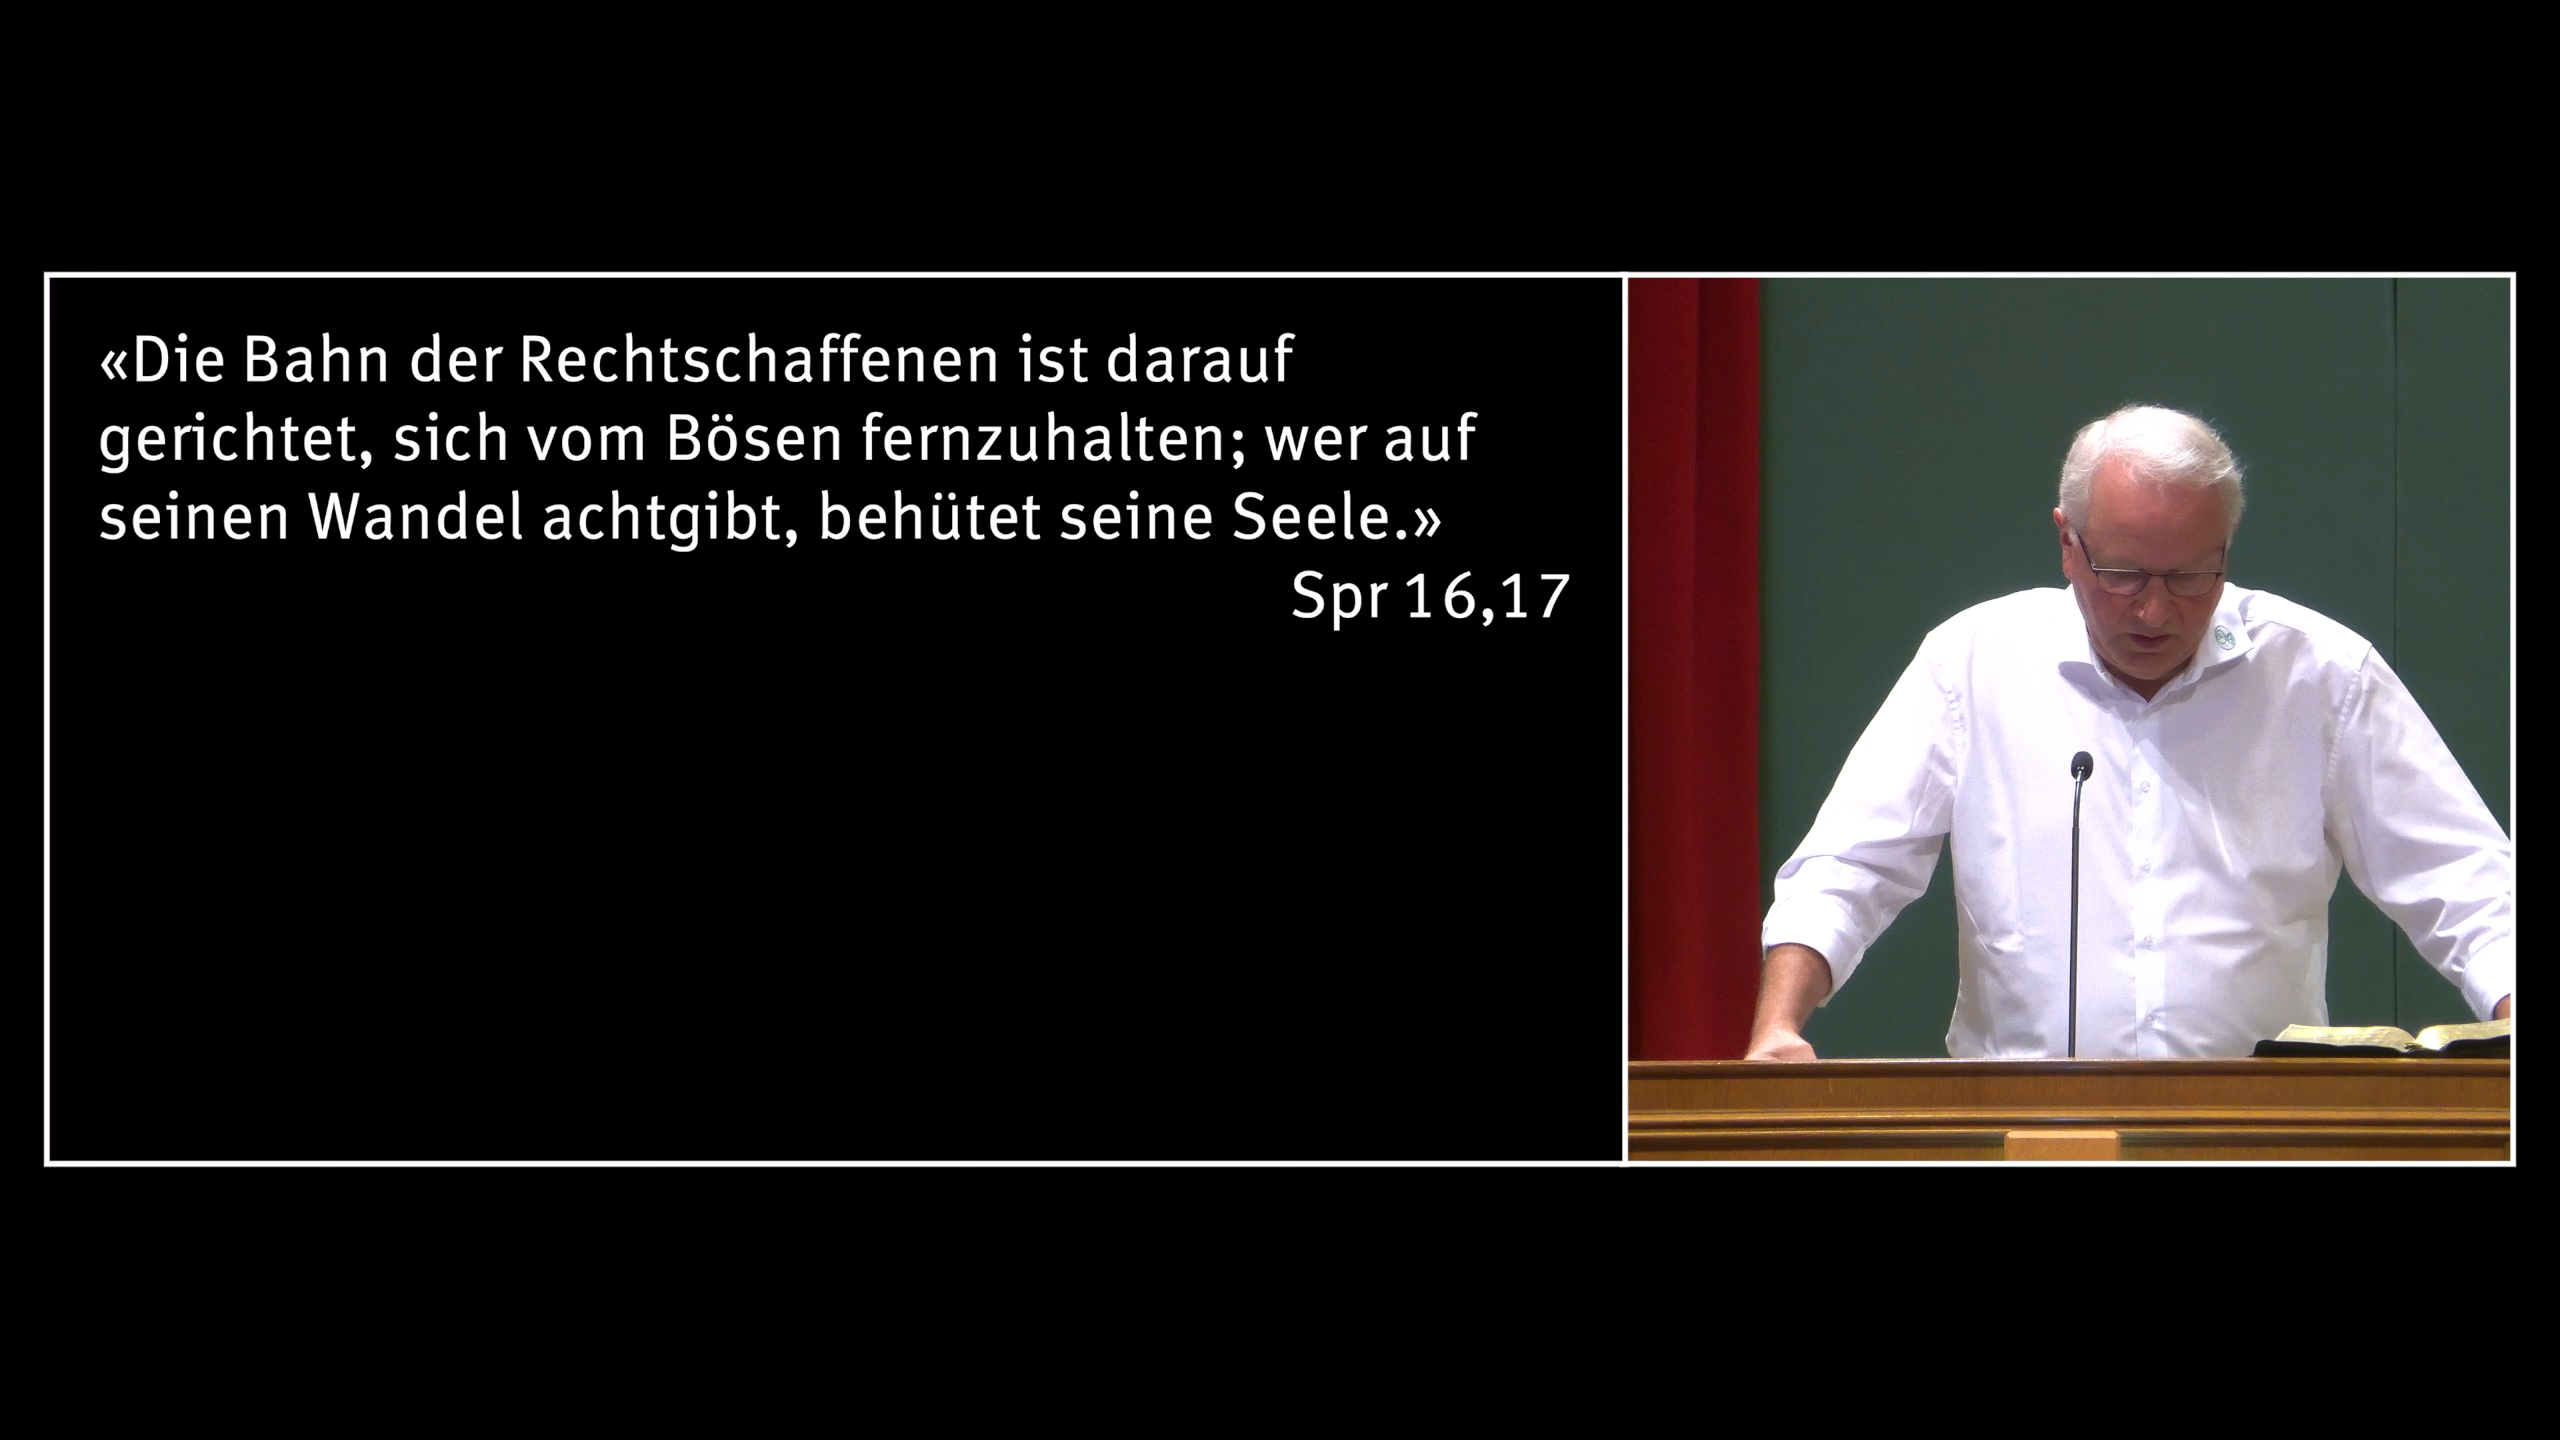 «Die Bahn der Rechtschaffenen ist darauf
gerichtet, sich vom Bösen fernzuhalten; wer auf
seinen Wandel achtgibt, behütet seine Seele.»
Spr 16,17